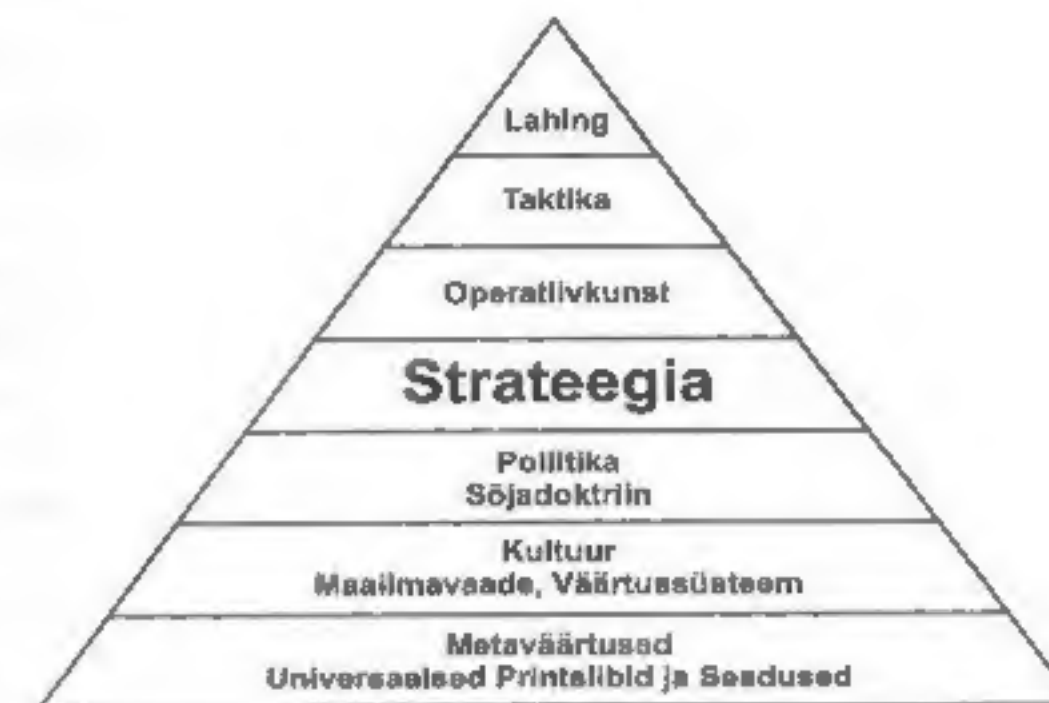 Lahing
Taktika
Operatiivkunst
Strateegia
Poliitika
Sõjadoktriin
Kultuur
Maailmavaade, Väärtussüsteem
Metaväärtused
Universaalsed Printsiibid ja Seadused